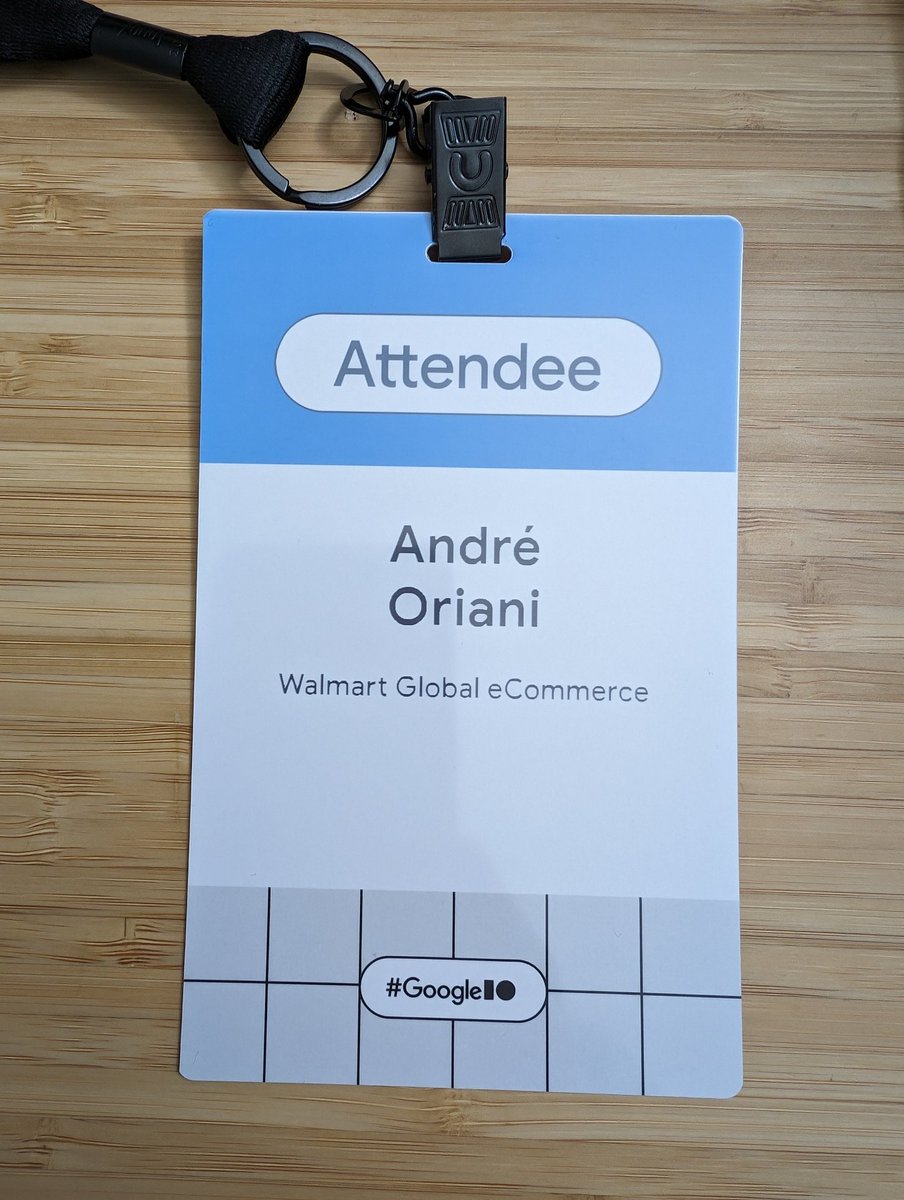 Attendee
André
Oriani
Walmart Global eCommerce
#GoogleIO